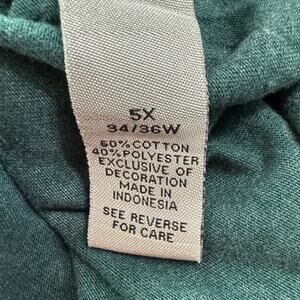 5X
34/36W
60% COTTON
40% POLYESTER
EXCLUSIVE OF
DECORATION
MADE IN
INDONESIA
SEE REVERSE
FOR CARE